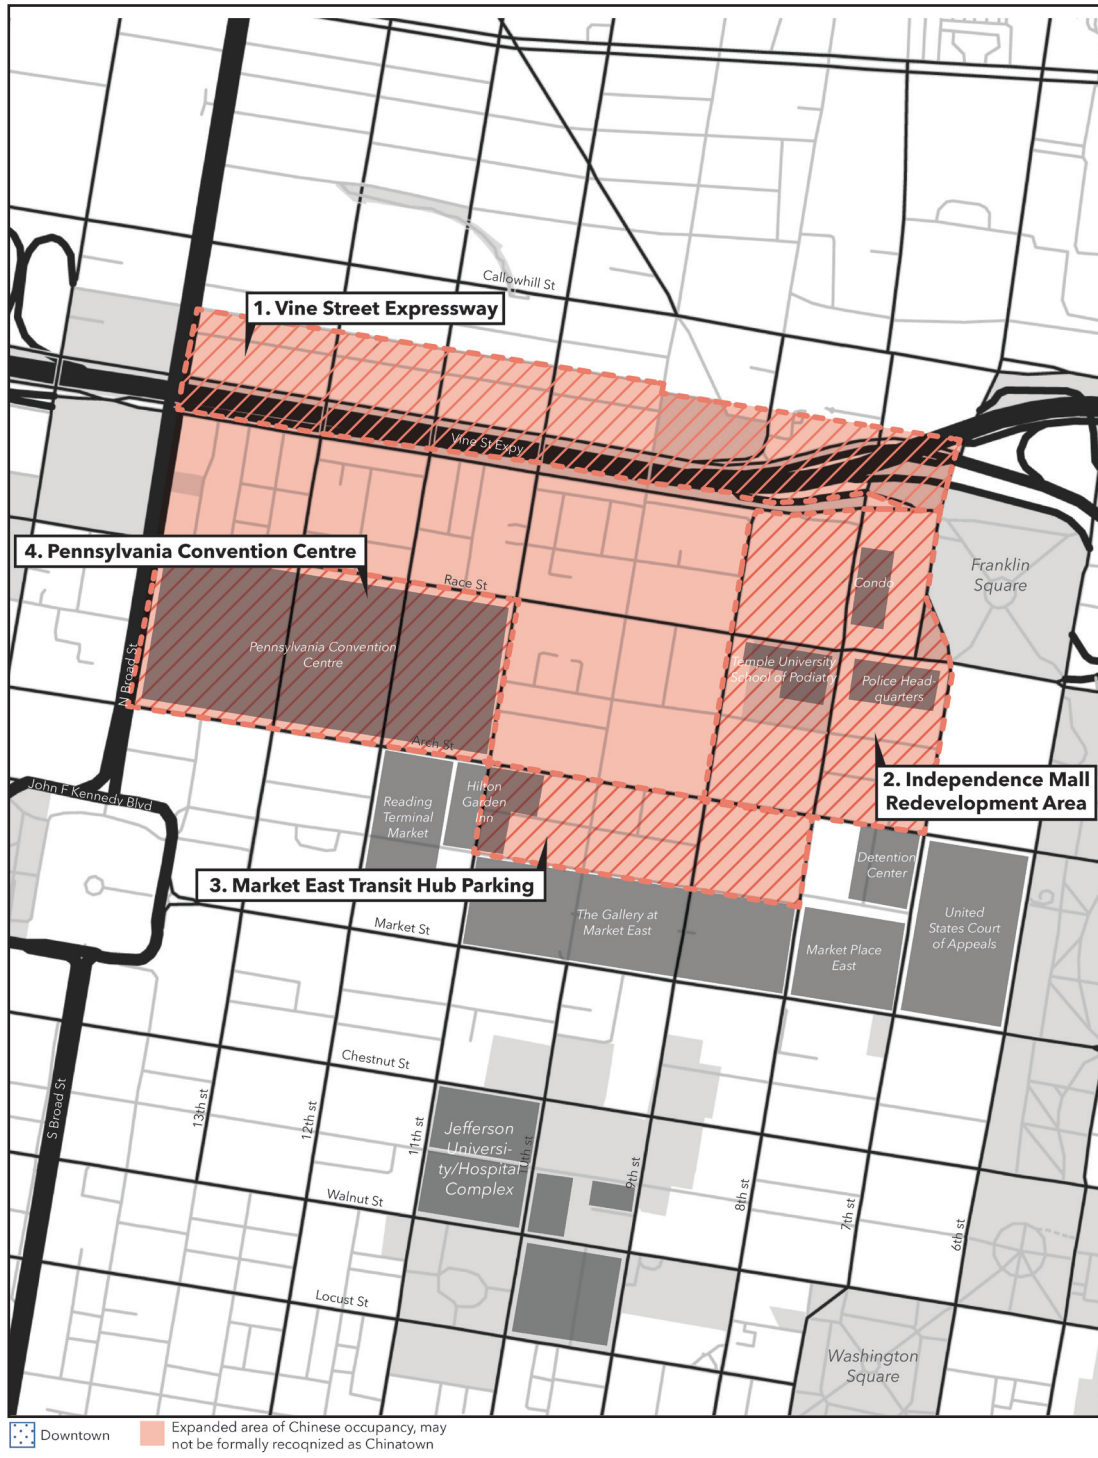 Callowhill St
1. Vine Street Expressway
Vine St Expy
4. Pennsylvania Convention Centre
Race St
Condo
Franklin
Square
Pennsylvania Convention
Centre
Temple University
School of Podiatry
Police Head-
quarters
N Broad St
Arch St
2. Independence Mall
Redevelopment Area
John F Kennedy Blvd
Reading
Terminal
Market
Hilton
Garden
Inn
3. Market East Transit Hub Parking
Detention
Center
Market St
The Gallery at
Market East
Market Place
East
United
States Court
of Appeals
Chestnut St
S Broad St
13th st
12th st
11th st
Jefferson
Universi-
ty/Hospital
Complex
10th st
9th st
8th st
7th st
6th st
Walnut St
Locust St
Washington
Square
Downtown
Expanded area of Chinese occupancy, may
not be formally recoqnized as Chinatown